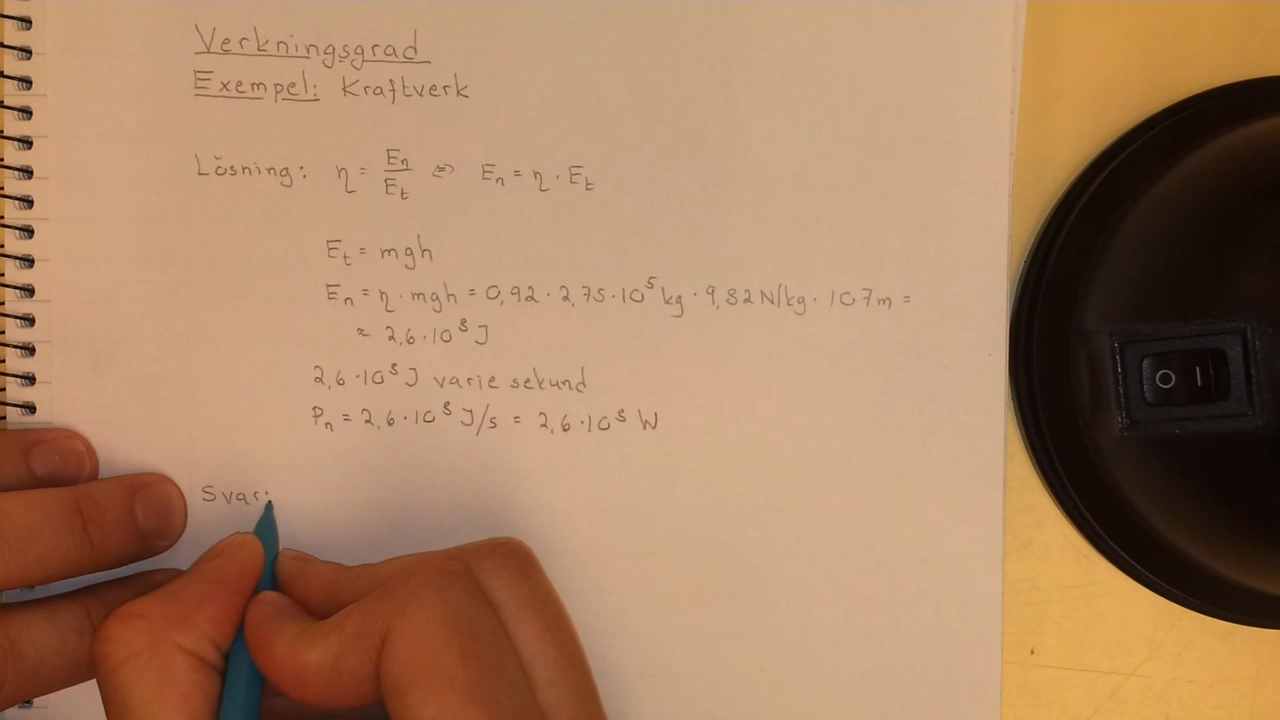 Verkningsgrad
Exempel: Kraftverk
Lösning: η = En/Et ⇔ En = η · Et
Et = mgh
En = η · mgh = 0,92 · 2,75 · 10⁵ kg · 9,82 N/kg · 107 m =
≈ 2,6 · 10⁸ J
2,6 · 10⁸ J varje sekund
Pn = 2,6 · 10⁸ J/s = 2,6 · 10⁸ W
Svar:
O I